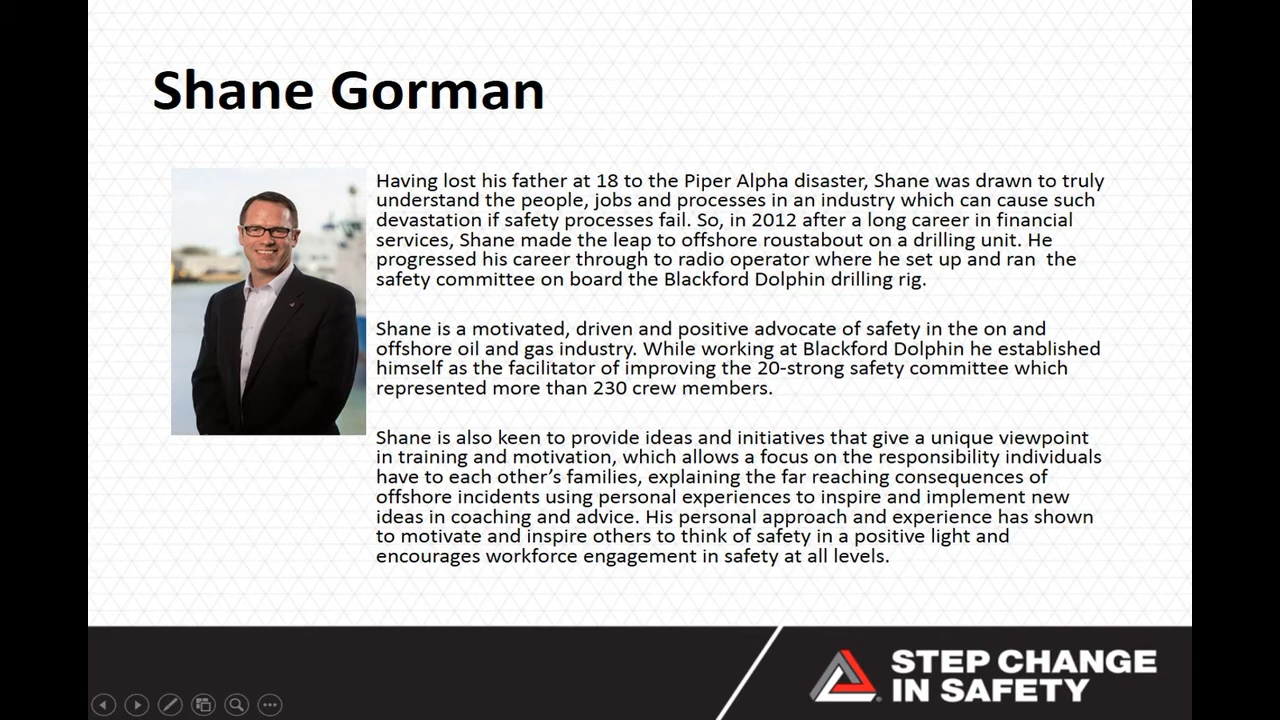 Shane Gorman
Having lost his father at 18 to the Piper Alpha disaster, Shane was drawn to truly
understand the people, jobs and processes in an industry which can cause such
devastation if safety processes fail. So, in 2012 after a long career in financial
services, Shane made the leap to offshore roustabout on a drilling unit. He
progressed his career through to radio operator where he set up and ran  the
safety committee on board the Blackford Dolphin drilling rig.
Shane is a motivated, driven and positive advocate of safety in the on and
offshore oil and gas industry. While working at Blackford Dolphin he established
himself as the facilitator of improving the 20-strong safety committee which
represented more than 230 crew members.
Shane is also keen to provide ideas and initiatives that give a unique viewpoint
in training and motivation, which allows a focus on the responsibility individuals
have to each other’s families, explaining the far reaching consequences of
offshore incidents using personal experiences to inspire and implement new
ideas in coaching and advice. His personal approach and experience has shown
to motivate and inspire others to think of safety in a positive light and
encourages workforce engagement in safety at all levels.
STEP CHANGE
IN SAFETY